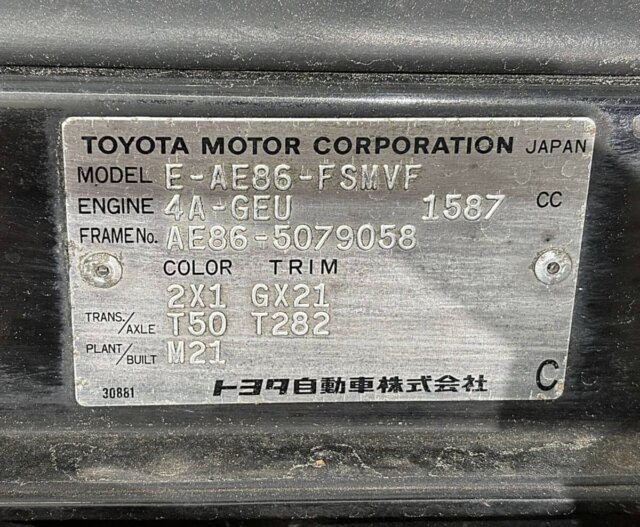 TOYOTA MOTOR CORPORATION JAPAN
MODEL E-AE86-FSMVF
ENGINE 4A-GEU 1587 CC
FRAME No. AE86-5079058
COLOR TRIM
2X1 GX21
TRANS./AXLE T50 T282
PLANT/BUILT M21
30881 トヨタ自動車株式会社 C